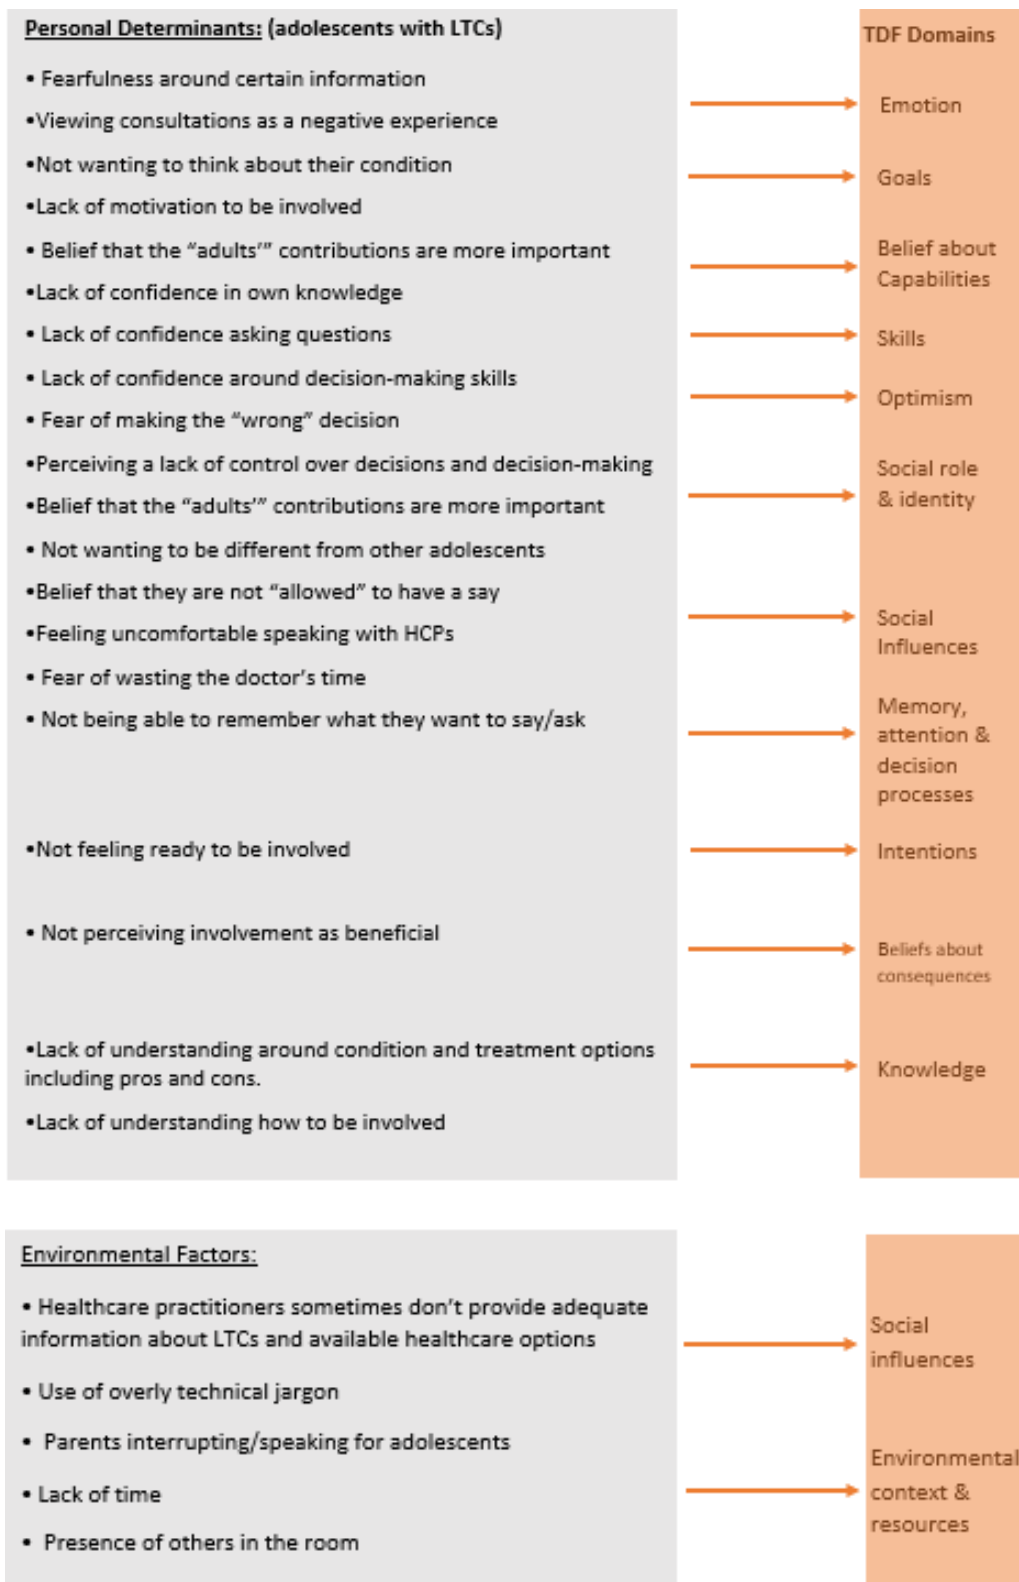 Personal Determinants: (adolescents with LTCs)
• Fearfulness around certain information
•Viewing consultations as a negative experience
•Not wanting to think about their condition
•Lack of motivation to be involved
• Belief that the “adults’” contributions are more important
•Lack of confidence in own knowledge
• Lack of confidence asking questions
• Lack of confidence around decision-making skills
• Fear of making the “wrong” decision
•Perceiving a lack of control over decisions and decision-making
•Belief that the “adults’” contributions are more important
• Not wanting to be different from other adolescents
•Belief that they are not “allowed” to have a say
•Feeling uncomfortable speaking with HCPs
• Fear of wasting the doctor’s time
• Not being able to remember what they want to say/ask
•Not feeling ready to be involved
• Not perceiving involvement as beneficial
•Lack of understanding around condition and treatment options
including pros and cons.
•Lack of understanding how to be involved
TDF Domains
Emotion
Goals
Belief about
Capabilities
Skills
Optimism
Social role
& identity
Social
Influences
Memory,
attention &
decision
processes
Intentions
Beliefs about
consequences
Knowledge
Environmental Factors:
• Healthcare practitioners sometimes don’t provide adequate
information about LTCs and available healthcare options
• Use of overly technical jargon
• Parents interrupting/speaking for adolescents
• Lack of time
• Presence of others in the room
Social
influences
Environmental
context &
resources